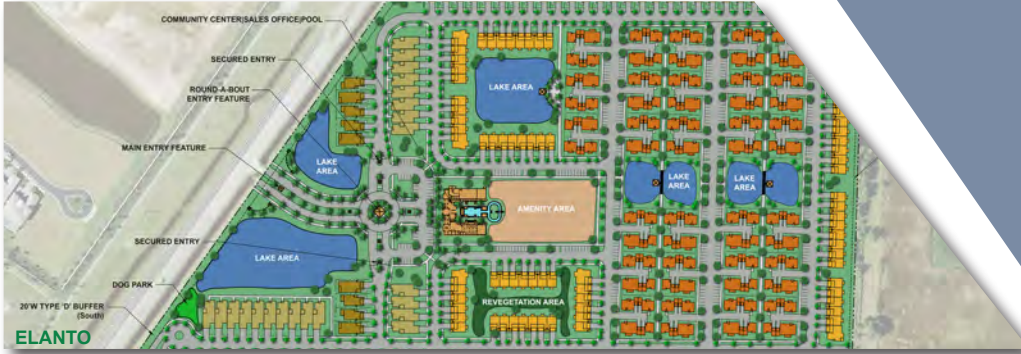 COMMUNITY CENTER|SALES OFFICE|POOL
SECURED ENTRY
ROUND-A-BOUT
ENTRY FEATURE
MAIN ENTRY FEATURE
LAKE
AREA
LAKE AREA
LAKE
AREA
LAKE
AREA
AMENITY AREA
SECURED ENTRY
LAKE AREA
DOG PARK
REVEGETATION AREA
20'W TYPE 'D' BUFFER
(South)
ELANTO